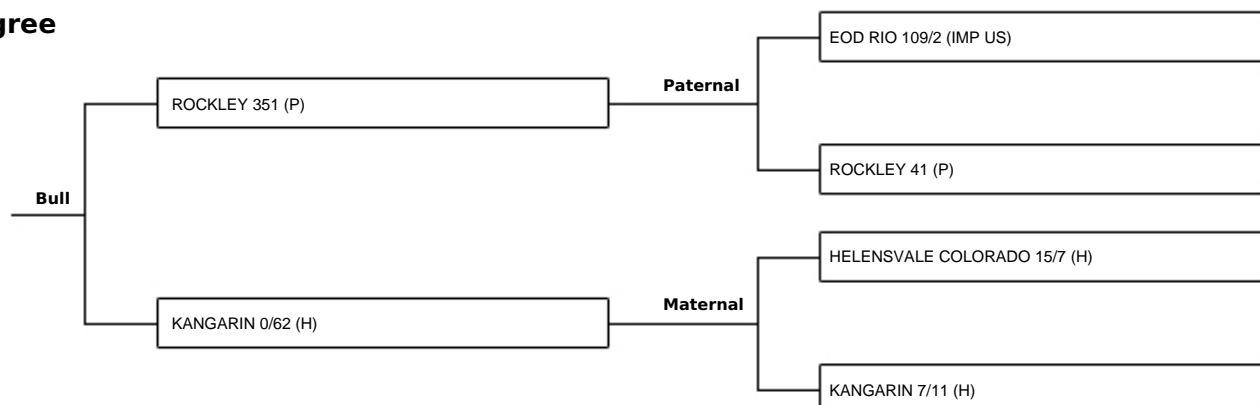 gree
EOD RIO 109/2 (IMP US)
ROCKLEY 351 (P)
Paternal
ROCKLEY 41 (P)
Bull
HELENSVALE COLORADO 15/7 (H)
KANGARIN 0/62 (H)
Maternal
KANGARIN 7/11 (H)